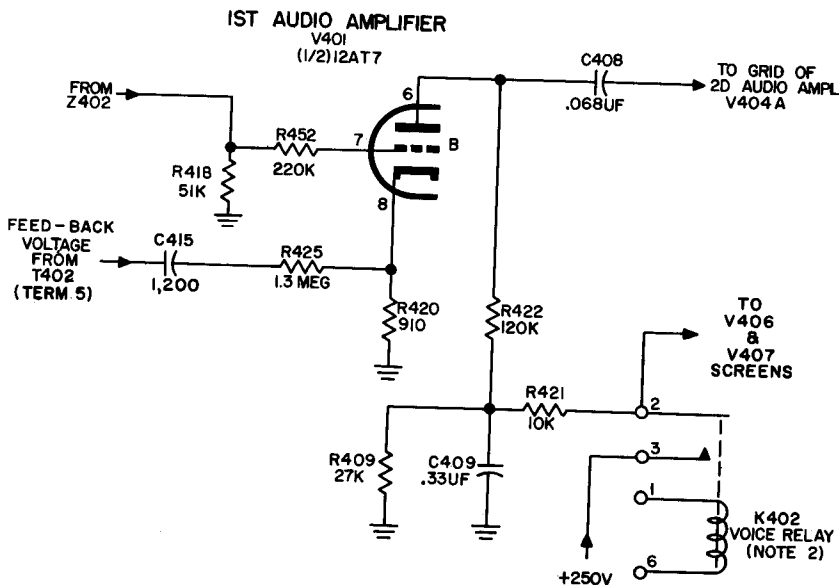 1ST AUDIO AMPLIFIER
V401
(1/2)12AT7
FROM
Z402
R418
51K
R452
220K
7
6
B
8
C408
.068UF
TO GRID OF
2D AUDIO AMPL
V404A
FEED-BACK
VOLTAGE
FROM
T402
(TERM. 5)
C415
1,200
R425
1.3 MEG
R420
910
R422
120K
TO
V406
&
V407
SCREENS
R421
10K
2
3
1
6
R409
27K
C409
.33UF
+250V
K402
VOICE RELAY
(NOTE 2)